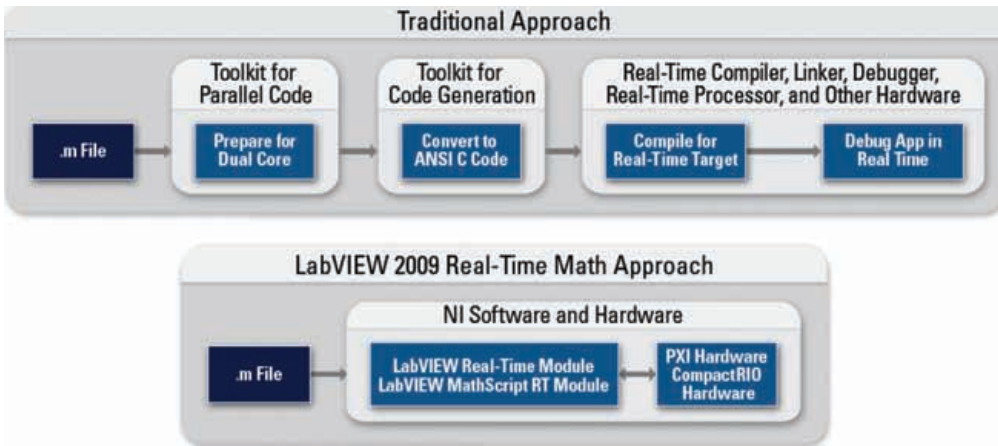 Traditional Approach
Toolkit for
Parallel Code
Toolkit for
Code Generation
Real-Time Compiler, Linker, Debugger,
Real-Time Processor, and Other Hardware
.m File
Prepare for
Dual Core
Convert to
ANSI C Code
Compile for
Real-Time Target
Debug App in
Real Time
LabVIEW 2009 Real-Time Math Approach
NI Software and Hardware
.m File
LabVIEW Real-Time Module
LabVIEW MathScript RT Module
PXI Hardware
CompactRIO
Hardware